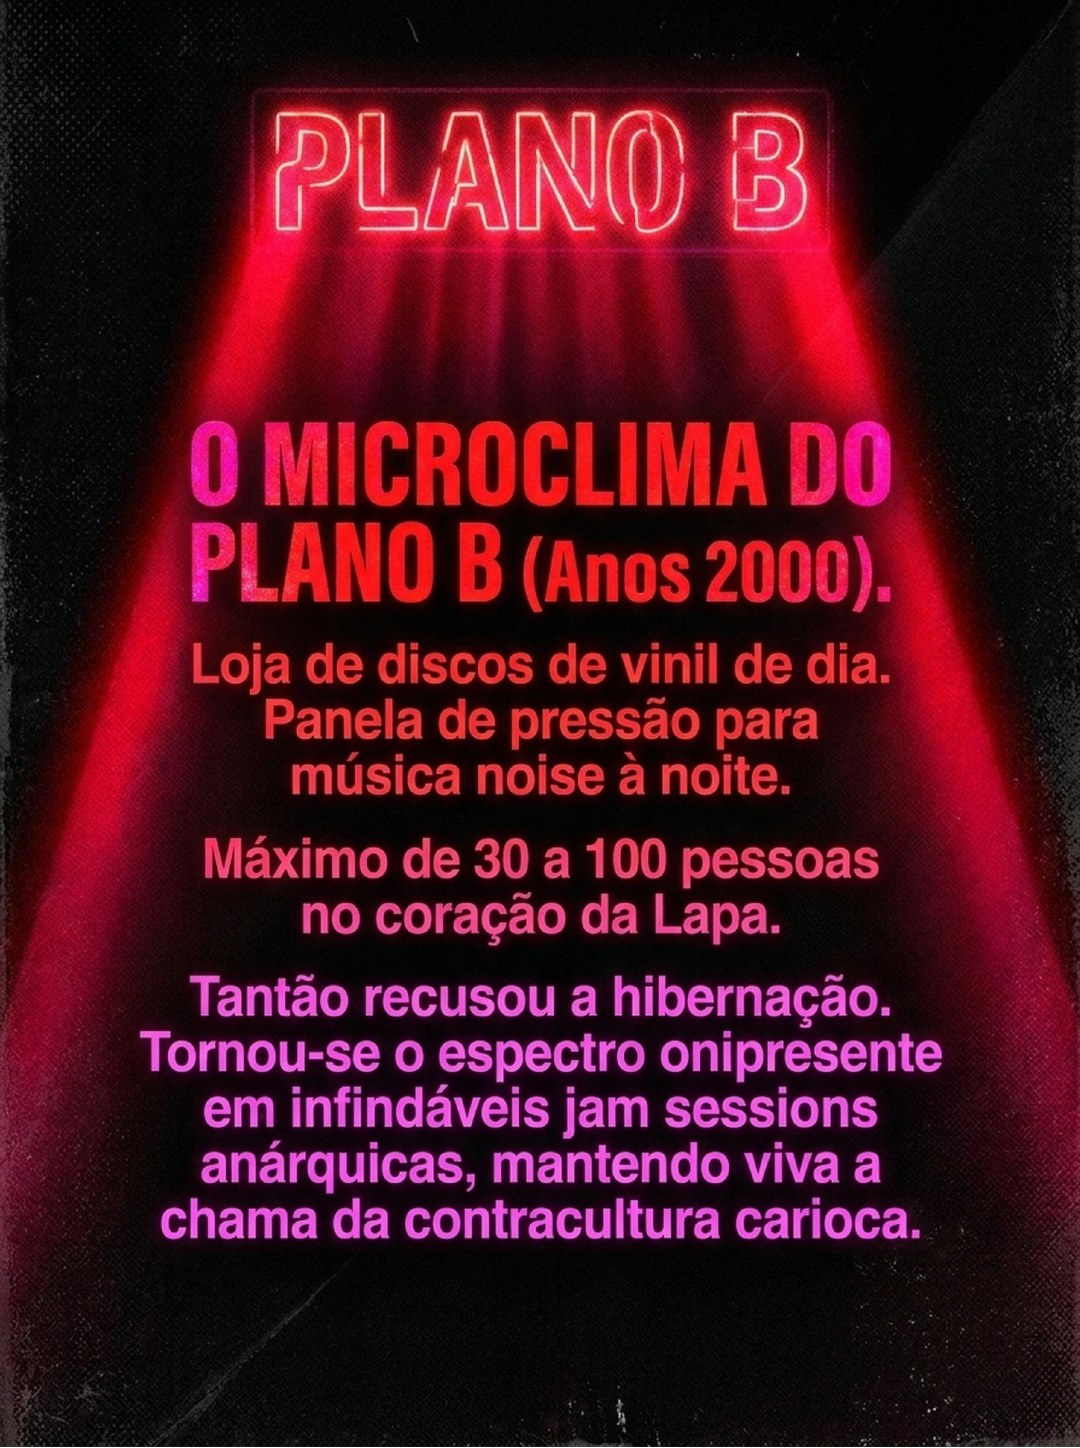 PLANO B
O MICROCLIMA DO
PLANO B (Anos 2000).
Loja de discos de vinil de dia.
Panela de pressão para
música noise à noite.
Máximo de 30 a 100 pessoas
no coração da Lapa.
Tantão recusou a hibernação.
Tornou-se o espectro onipresente
em infindáveis jam sessions
anárquicas, mantendo viva a
chama da contracultura carioca.